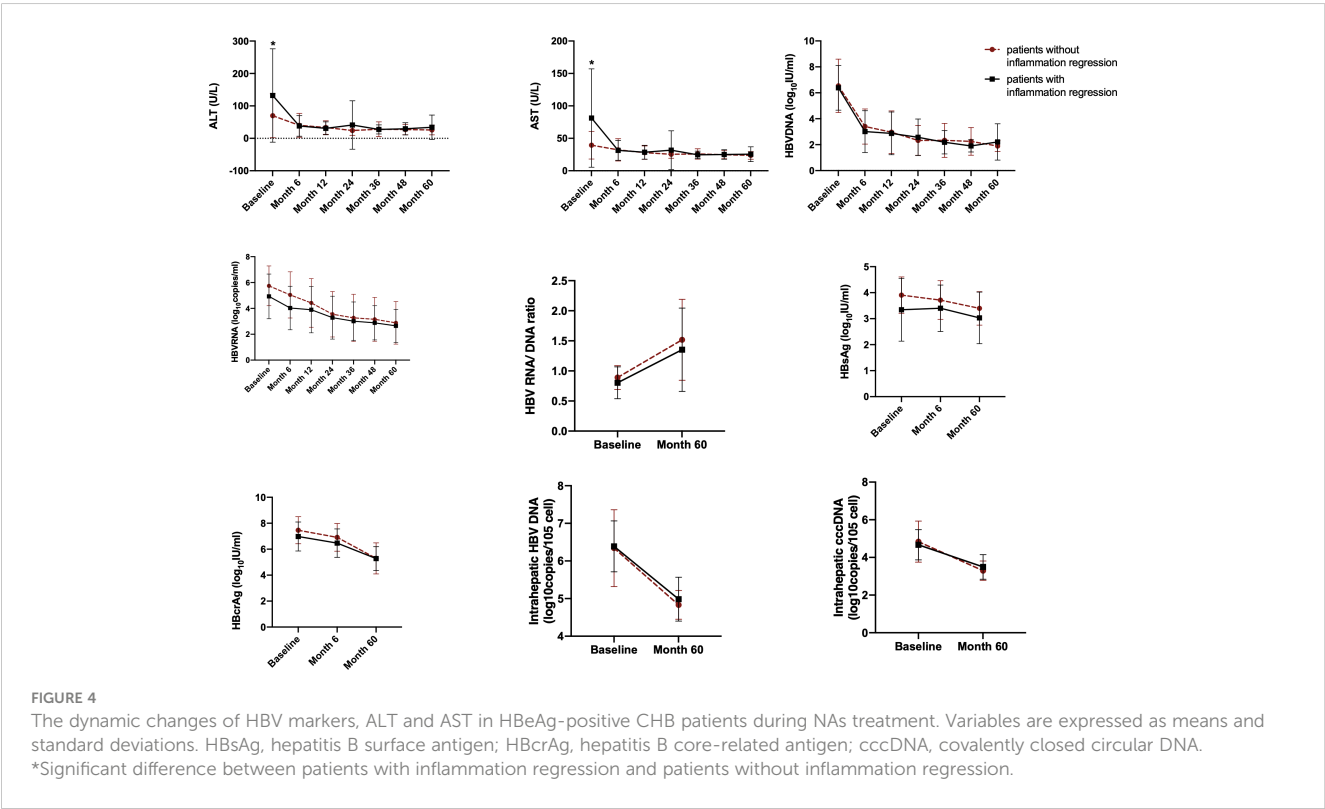 300
200
100
0
-100
ALT (U/L)
*
Baseline
Month 6
Month 12
Month 24
Month 36
Month 48
Month 60
200
150
100
50
0
AST (U/L)
*
Baseline
Month 6
Month 12
Month 24
Month 36
Month 48
Month 60
10
8
6
4
2
0
HBVDNA (log10IU/ml)
Baseline
Month 6
Month 12
Month 24
Month 36
Month 48
Month 60
patients without
inflammation regression
patients with
inflammation regression
8
6
4
2
0
HBVRNA (log10copies/ml)
Baseline
Month 6
Month 12
Month 24
Month 36
Month 48
Month 60
2.5
2.0
1.5
1.0
0.5
0.0
HBV RNA/ DNA ratio
Baseline
Month 60
5
4
3
2
1
0
HBsAg (log10IU/ml)
Baseline
Month 6
Month 60
10
8
6
4
2
0
HBcrAg (log10IU/ml)
Baseline
Month 6
Month 60
8
7
6
5
4
Intrahepatic HBV DNA
(log10copies/105 cell)
Baseline
Month 60
8
6
4
2
0
Intrahepatic cccDNA
(log10copies/105 cell)
Baseline
Month 60
FIGURE 4
The dynamic changes of HBV markers, ALT and AST in HBeAg-positive CHB patients during NAs treatment. Variables are expressed as means and
standard deviations. HBsAg, hepatitis B surface antigen; HBcrAg, hepatitis B core-related antigen; cccDNA, covalently closed circular DNA.
*Significant difference between patients with inflammation regression and patients without inflammation regression.